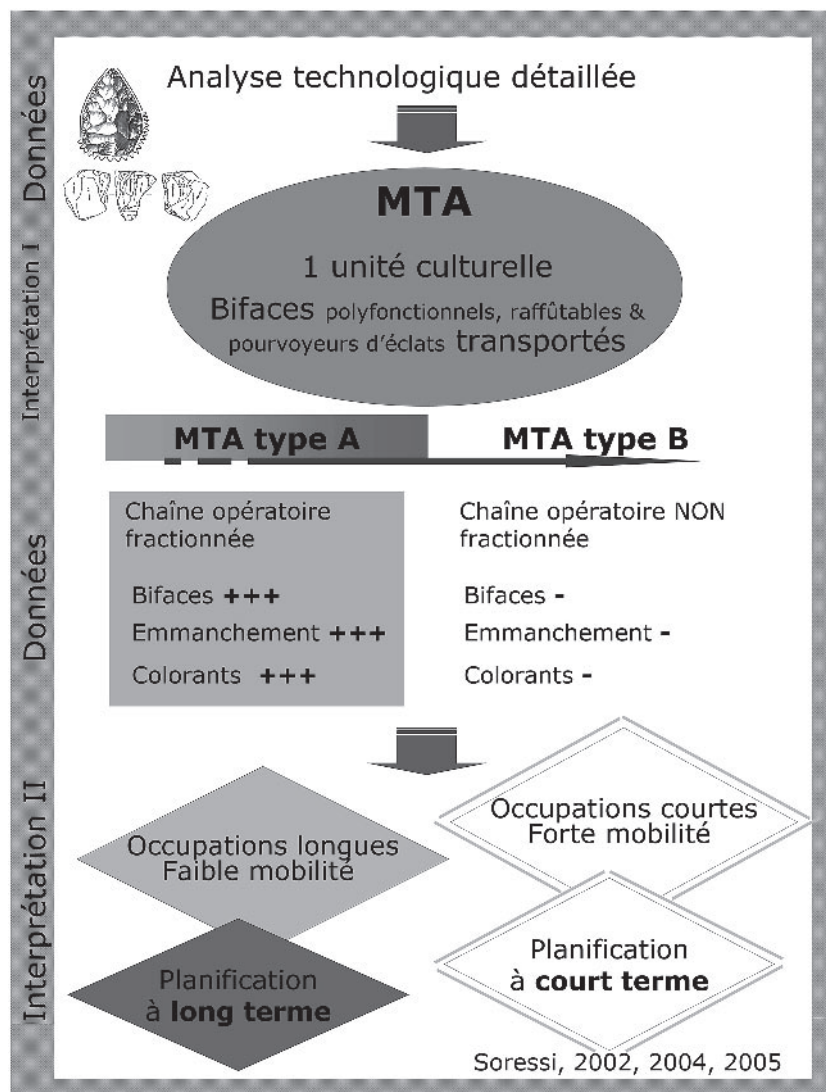 Données
Analyse technologique détaillée
Interprétation I
MTA
1 unité culturelle
Bifaces polyfonctionnels, raffûtables &
pourvoyeurs d'éclats transportés
MTA type A
MTA type B
Données
Chaîne opératoire
fractionnée
Bifaces +++
Emmanchement +++
Colorants +++
Chaîne opératoire NON
fractionnée
Bifaces -
Emmanchement -
Colorants -
Interprétation II
Occupations longues
Faible mobilité
Occupations courtes
Forte mobilité
Planification
à long terme
Planification
à court terme
Soressi, 2002, 2004, 2005